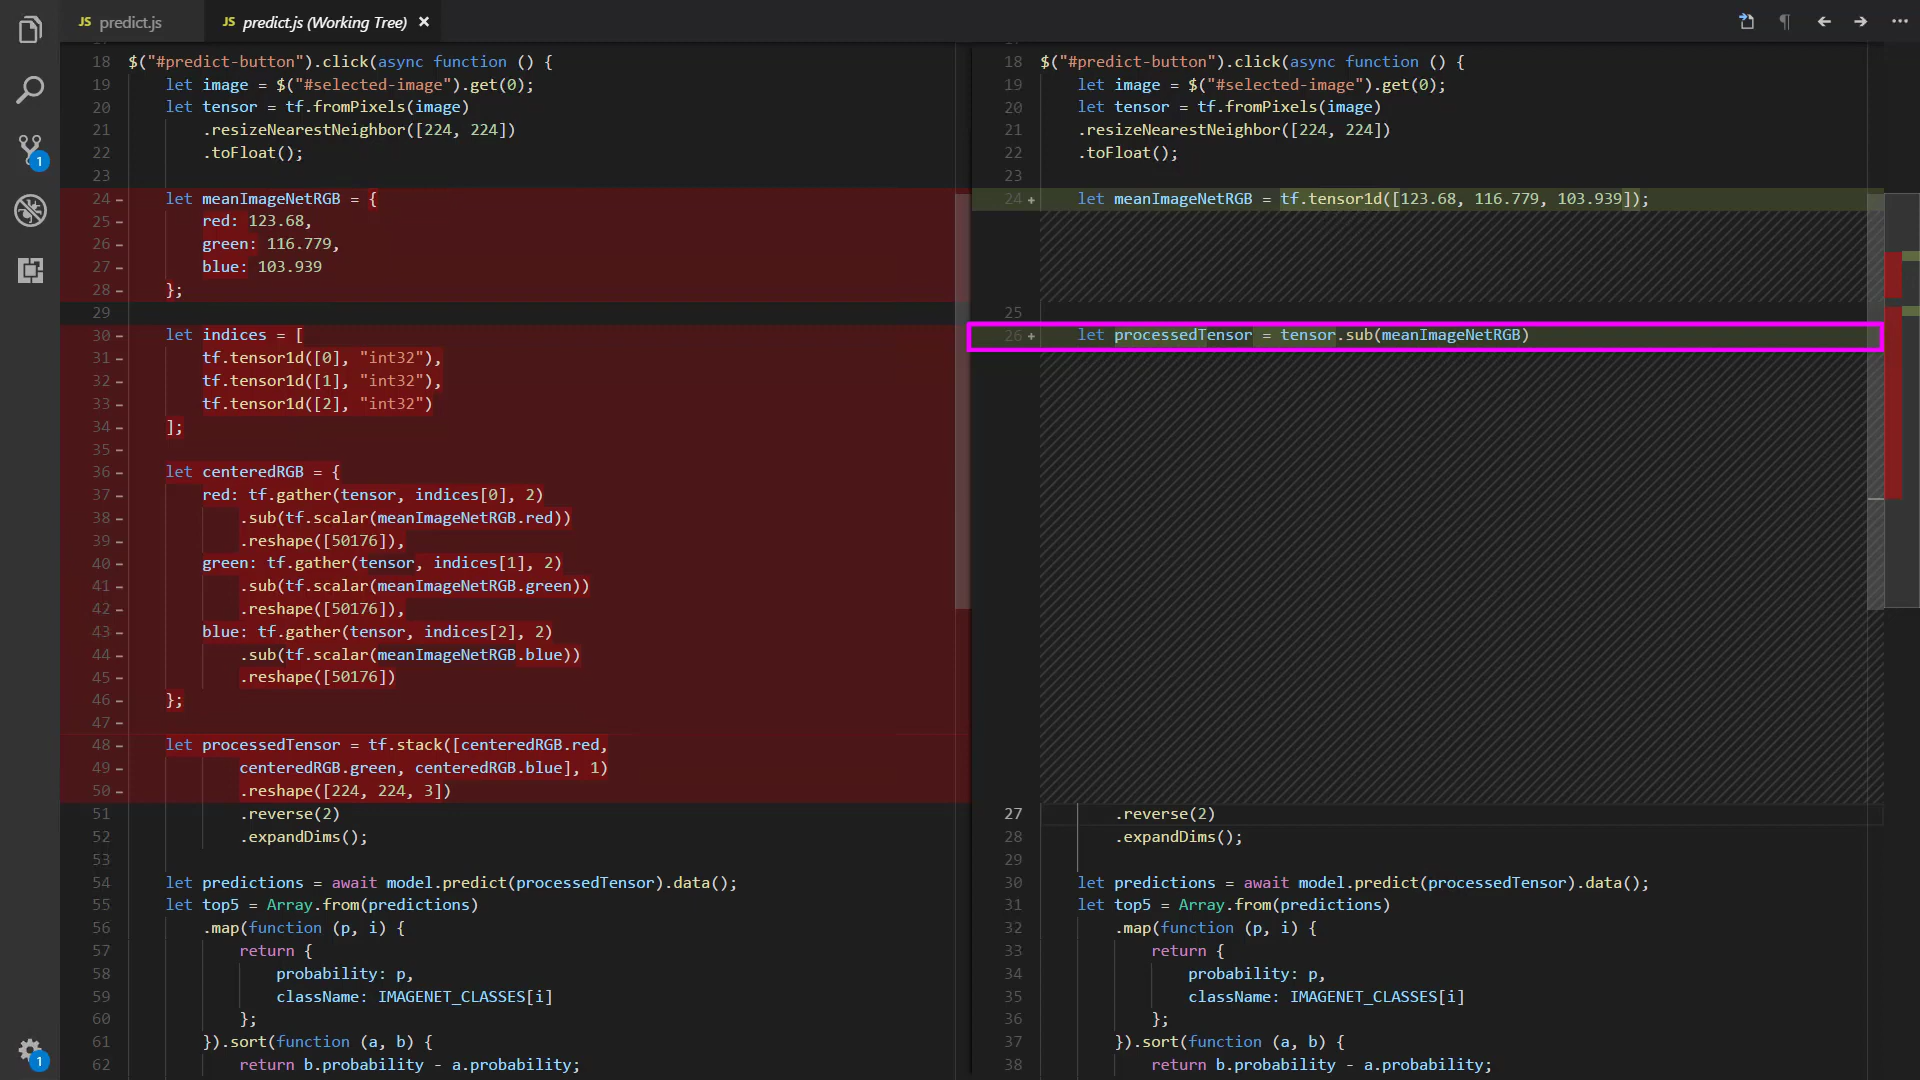 JS predict.js
JS predict.js (Working Tree) ×
18 $("#predict-button").click(async function () {
19 let image = $("#selected-image").get(0);
20 let tensor = tf.fromPixels(image)
21 .resizeNearestNeighbor([224, 224])
22 .toFloat();
23
24 - let meanImageNetRGB = {
25 - red: 123.68,
26 - green: 116.779,
27 - blue: 103.939
28 - };
29
30 - let indices = [
31 - tf.tensor1d([0], "int32"),
32 - tf.tensor1d([1], "int32"),
33 - tf.tensor1d([2], "int32")
34 - ];
35 -
36 - let centeredRGB = {
37 - red: tf.gather(tensor, indices[0], 2)
38 - .sub(tf.scalar(meanImageNetRGB.red))
39 - .reshape([50176]),
40 - green: tf.gather(tensor, indices[1], 2)
41 - .sub(tf.scalar(meanImageNetRGB.green))
42 - .reshape([50176]),
43 - blue: tf.gather(tensor, indices[2], 2)
44 - .sub(tf.scalar(meanImageNetRGB.blue))
45 - .reshape([50176])
46 - };
47 -
48 - let processedTensor = tf.stack([centeredRGB.red,
49 - centeredRGB.green, centeredRGB.blue], 1)
50 - .reshape([224, 224, 3])
51 .reverse(2)
52 .expandDims();
53
54 let predictions = await model.predict(processedTensor).data();
55 let top5 = Array.from(predictions)
56 .map(function (p, i) {
57 return {
58 probability: p,
59 className: IMAGENET_CLASSES[i]
60 };
61 }).sort(function (a, b) {
62 return b.probability - a.probability;
18 $("#predict-button").click(async function () {
19 let image = $("#selected-image").get(0);
20 let tensor = tf.fromPixels(image)
21 .resizeNearestNeighbor([224, 224])
22 .toFloat();
23
24 + let meanImageNetRGB = tf.tensor1d([123.68, 116.779, 103.939]);
25
26 + let processedTensor = tensor.sub(meanImageNetRGB)
27 .reverse(2)
28 .expandDims();
29
30 let predictions = await model.predict(processedTensor).data();
31 let top5 = Array.from(predictions)
32 .map(function (p, i) {
33 return {
34 probability: p,
35 className: IMAGENET_CLASSES[i]
36 };
37 }).sort(function (a, b) {
38 return b.probability - a.probability;
1
1